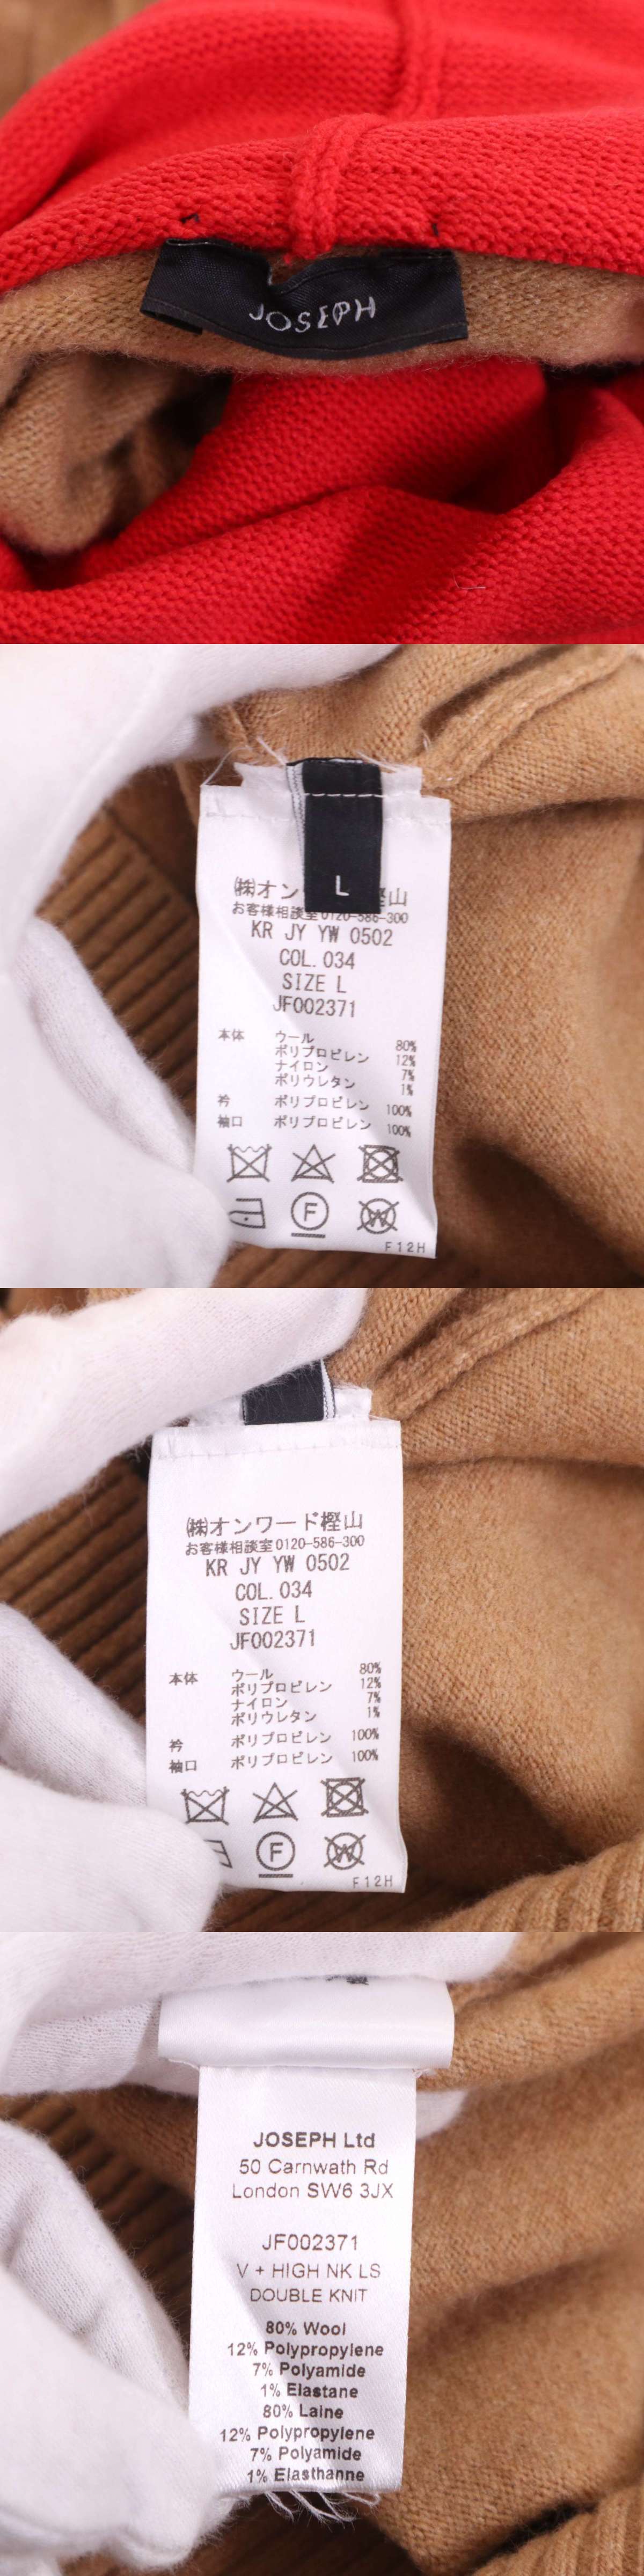 JOSEPH
L
㈱オン 山
お客様相談室0120-586-300
KR JY YW 0502
COL. 034
SIZE L
JF002371
本体 ウール 80%
ポリプロピレン 12%
ナイロン 7%
ポリウレタン 1%
衿 ポリプロピレン 100%
袖口 ポリプロピレン 100%
F
W
F12H
㈱オンワード樫山
お客様相談室0120-586-300
KR JY YW 0502
COL. 034
SIZE L
JF002371
本体 ウール 80%
ポリプロピレン 12%
ナイロン 7%
ポリウレタン 1%
衿 ポリプロピレン 100%
袖口 ポリプロピレン 100%
F
W
F12H
JOSEPH Ltd
50 Carnwath Rd
London SW6 3JX
JF002371
V + HIGH NK LS
DOUBLE KNIT
80% Wool
12% Polypropylene
7% Polyamide
1% Elastane
80% Laine
12% Polypropylene
7% Polyamide
1% Elasthanne